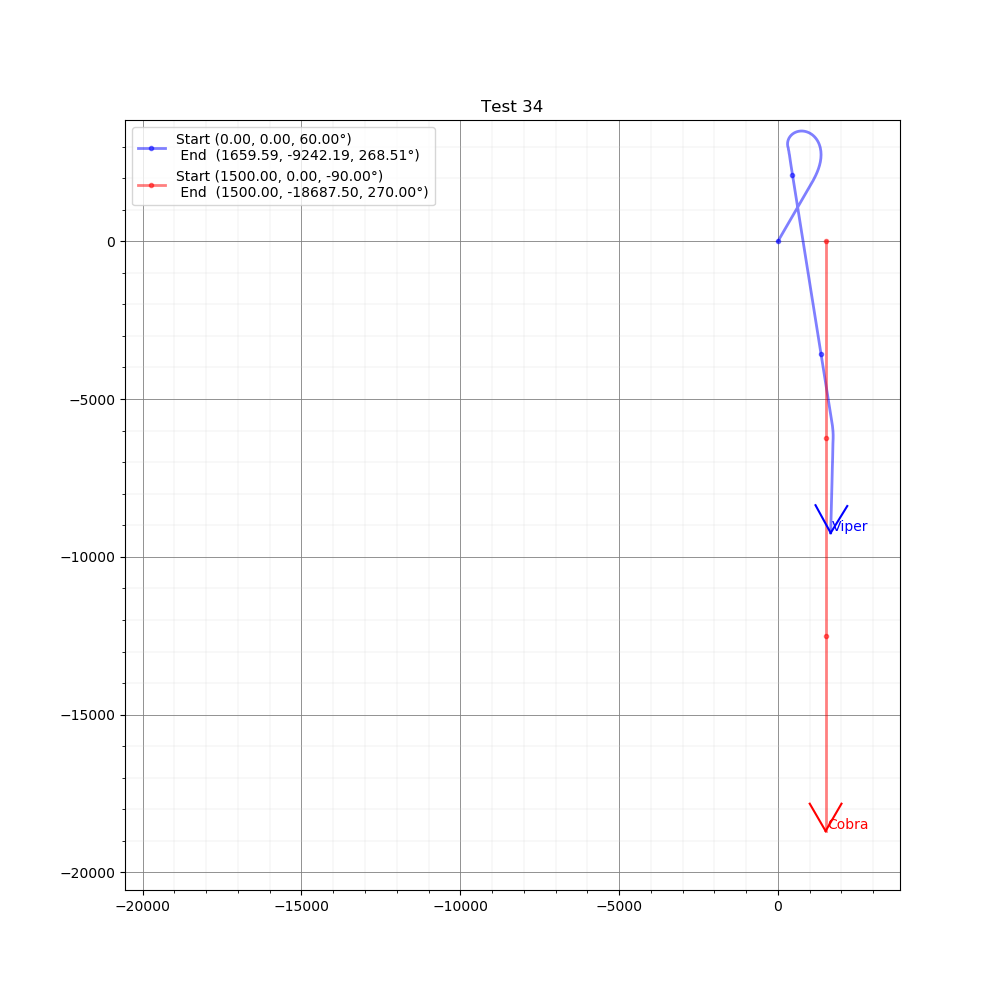 Test 34
Start (0.00, 0.00, 60.00°)
End (1659.59, -9242.19, 268.51°)
Start (1500.00, 0.00, -90.00°)
End (1500.00, -18687.50, 270.00°)
0
−5000
−10000
−15000
−20000
Viper
Cobra
−20000
−15000
−10000
−5000
0